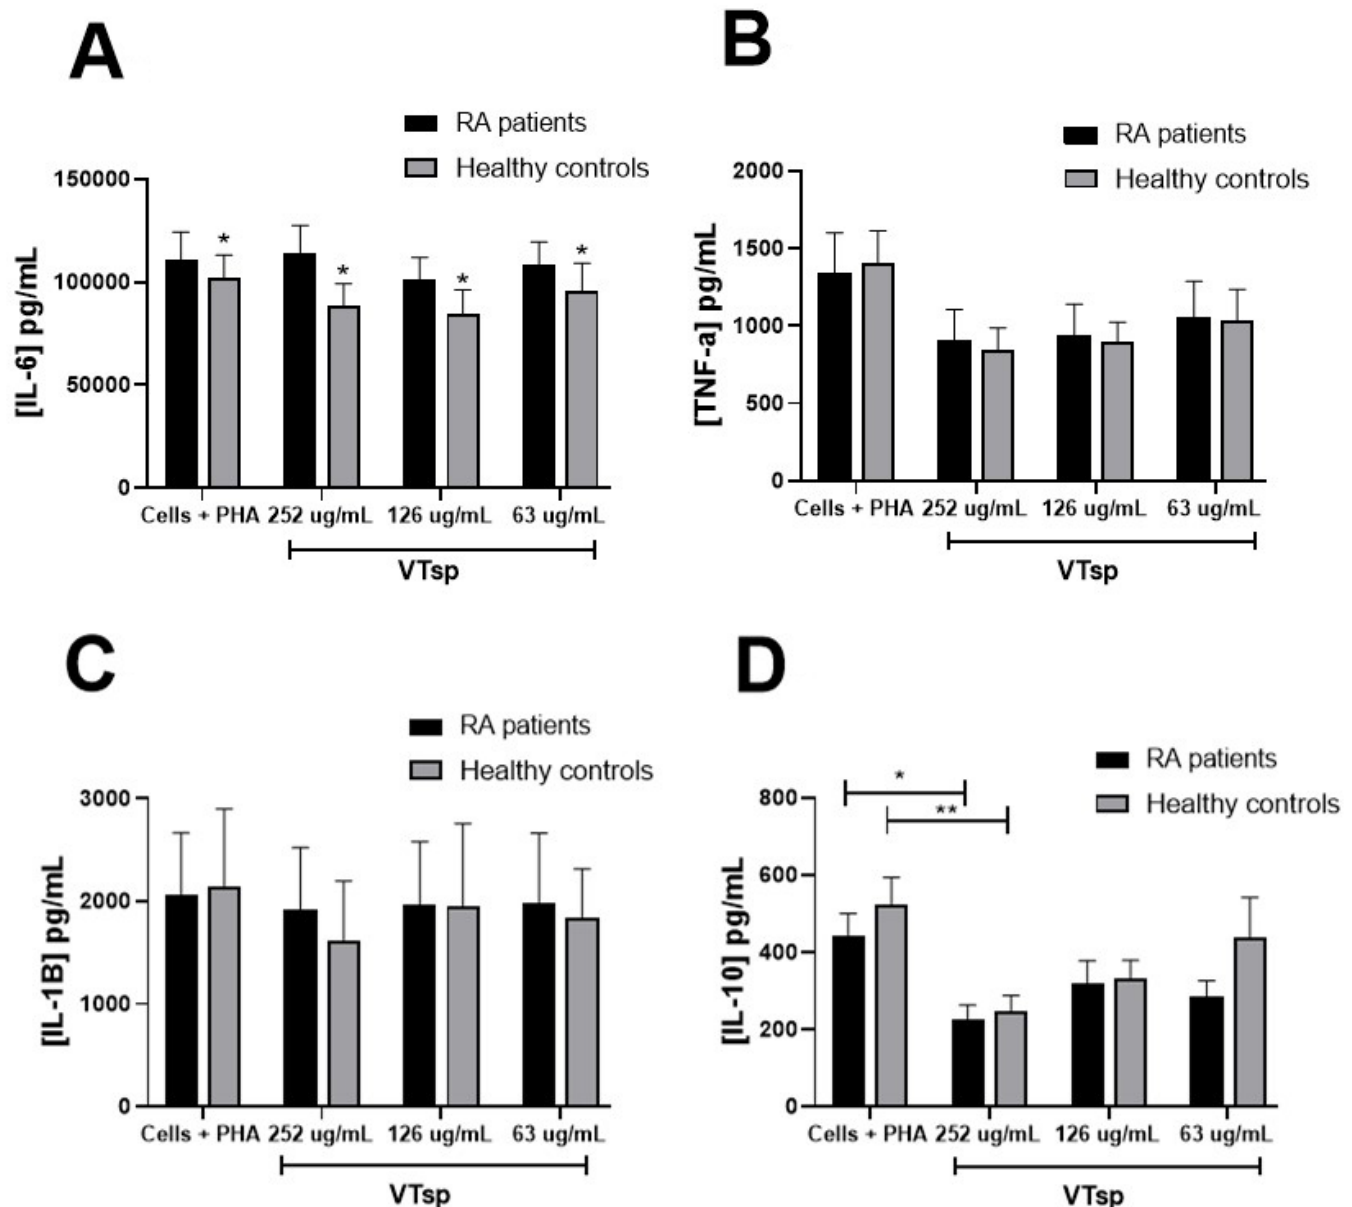 A
RA patients
Healthy controls
[IL-6] pg/mL
150000
100000
50000
0
*
*
*
*
Cells + PHA 252 ug/mL 126 ug/mL 63 ug/mL
VTsp
B
RA patients
Healthy controls
[TNF-a] pg/mL
2000
1500
1000
500
0
Cells + PHA 252 ug/mL 126 ug/mL 63 ug/mL
VTsp
C
RA patients
Healthy controls
[IL-1B] pg/mL
3000
2000
1000
0
Cells + PHA 252 ug/mL 126 ug/mL 63 ug/mL
VTsp
D
RA patients
Healthy controls
[IL-10] pg/mL
800
600
400
200
0
*
**
Cells + PHA 252 ug/mL 126 ug/mL 63 ug/mL
VTsp